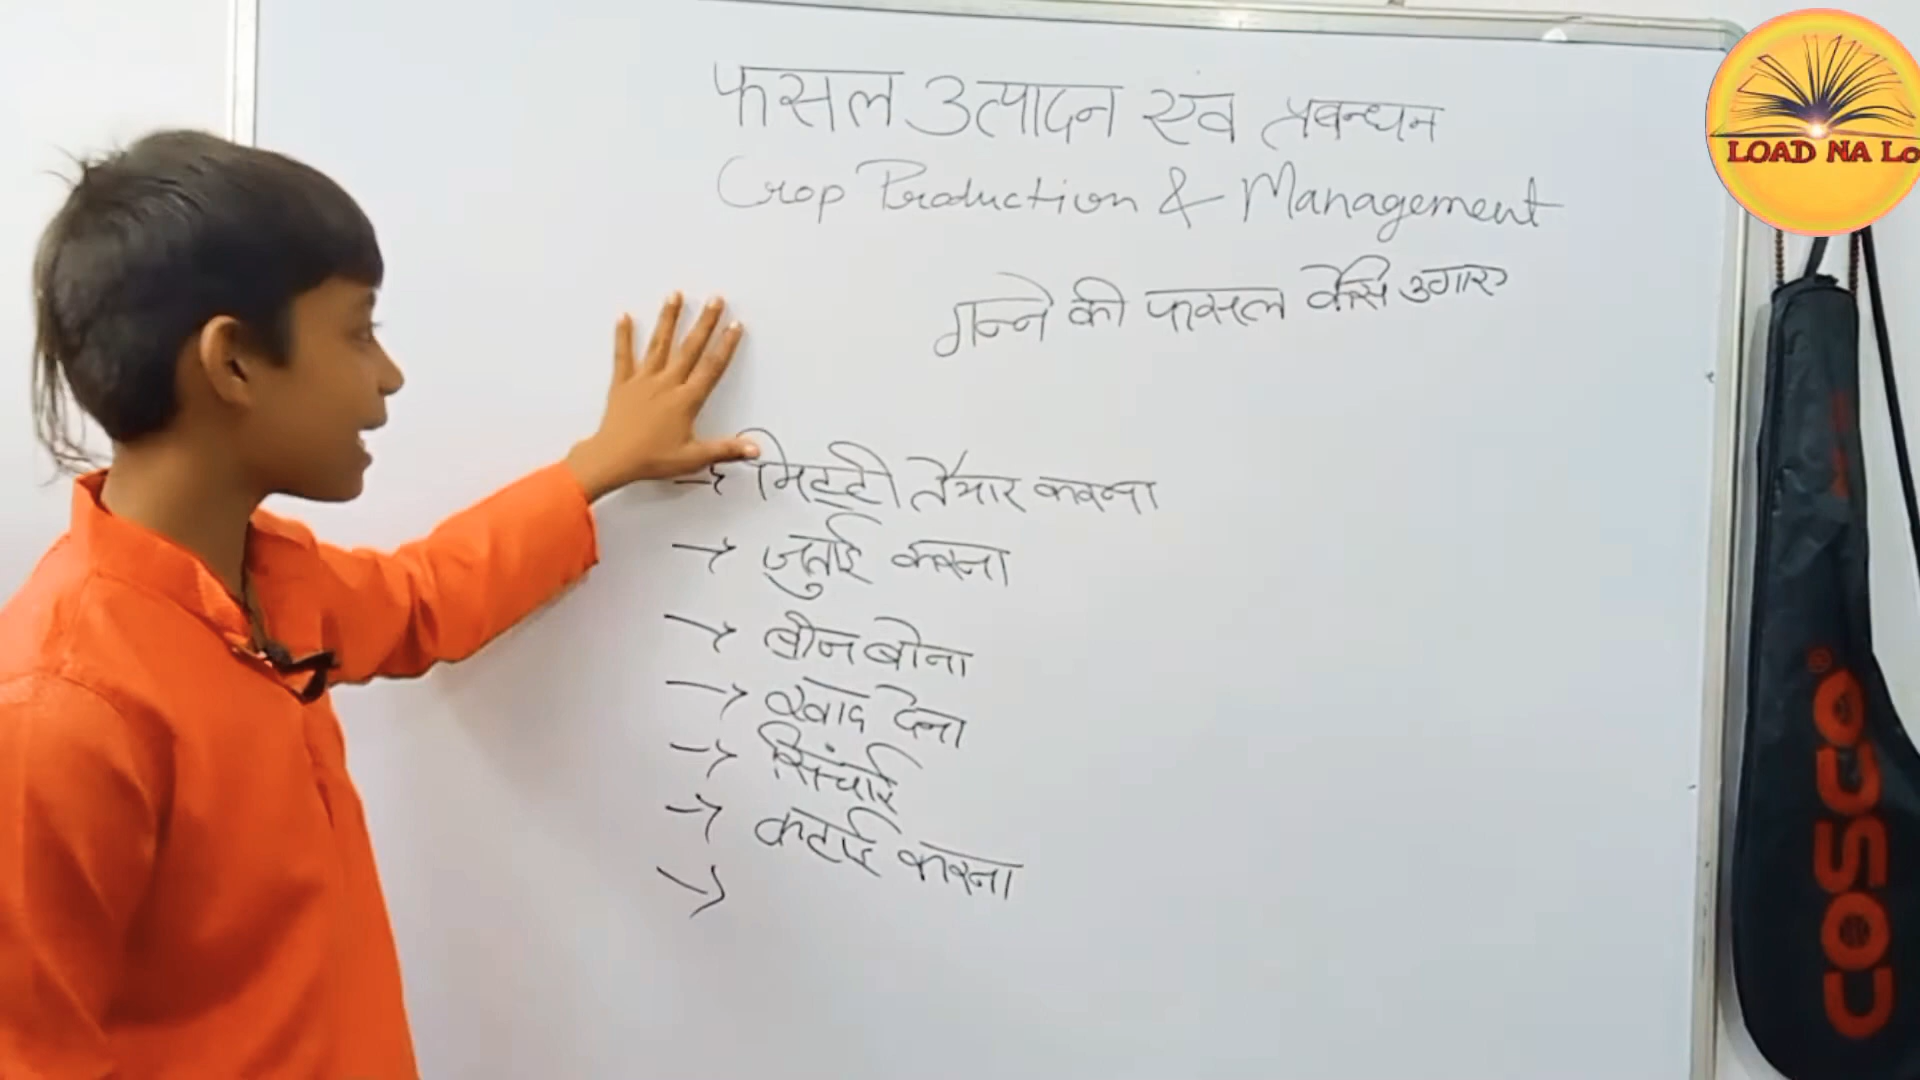 फसल उत्पादन एवं प्रबन्धन
Crop Production & Management
गन्ने की फसल कैसे उगाए
→ मिट्टी तैयार करना
→ जुताई करना
→ बीज बोना
→ खाद देना
→ सिंचाई
→ कटाई करना
→
LOAD NA Lo
COSCO®